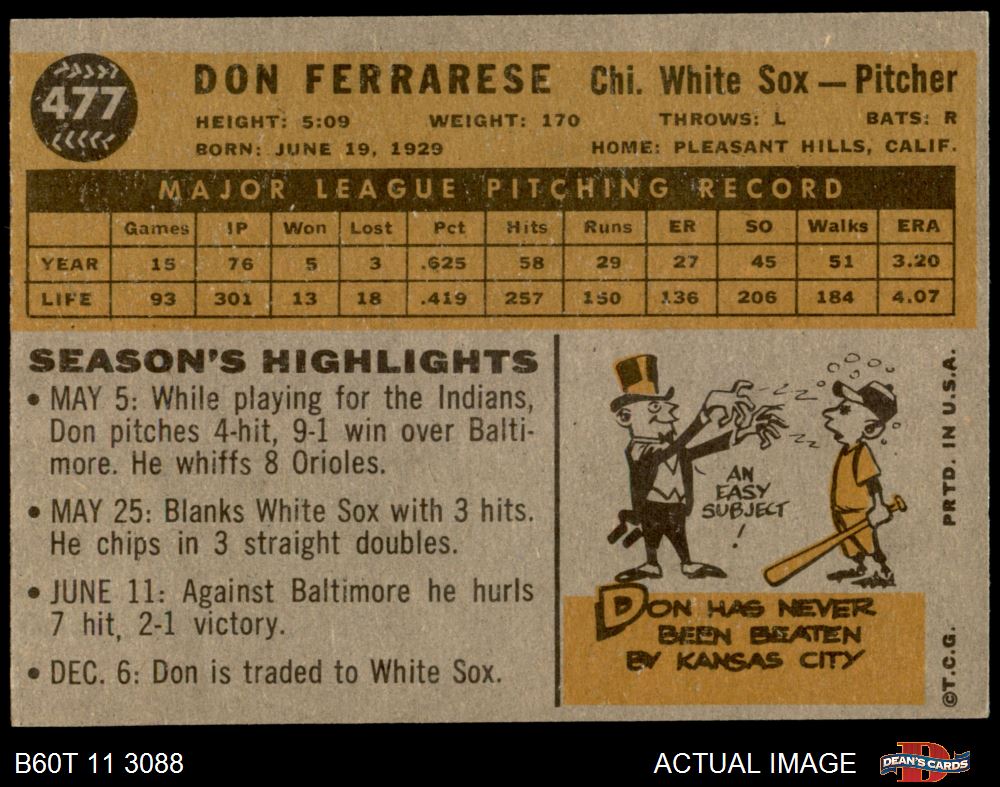 477
DON FERRARESE Chi. White Sox — Pitcher
HEIGHT: 5:09 WEIGHT: 170 THROWS: L BATS: R
BORN: JUNE 19, 1929 HOME: PLEASANT HILLS, CALIF.
MAJOR LEAGUE PITCHING RECORD
Games IP Won Lost Pct Hits Runs ER SO Walks ERA
YEAR 15 76 5 3 .625 58 29 27 45 51 3.20
LIFE 93 301 13 18 .419 257 150 136 206 184 4.07
SEASON'S HIGHLIGHTS
• MAY 5: While playing for the Indians,
Don pitches 4-hit, 9-1 win over Balti-
more. He whiffs 8 Orioles.
• MAY 25: Blanks White Sox with 3 hits.
He chips in 3 straight doubles.
• JUNE 11: Against Baltimore he hurls
7 hit, 2-1 victory.
• DEC. 6: Don is traded to White Sox.
AN
EASY
SUBJECT
!
DON HAS NEVER
BEEN BEATEN
BY KANSAS CITY
©T.C.G. PRTD. IN U.S.A.
B60T 11 3088 ACTUAL IMAGE DEAN'S CARDS